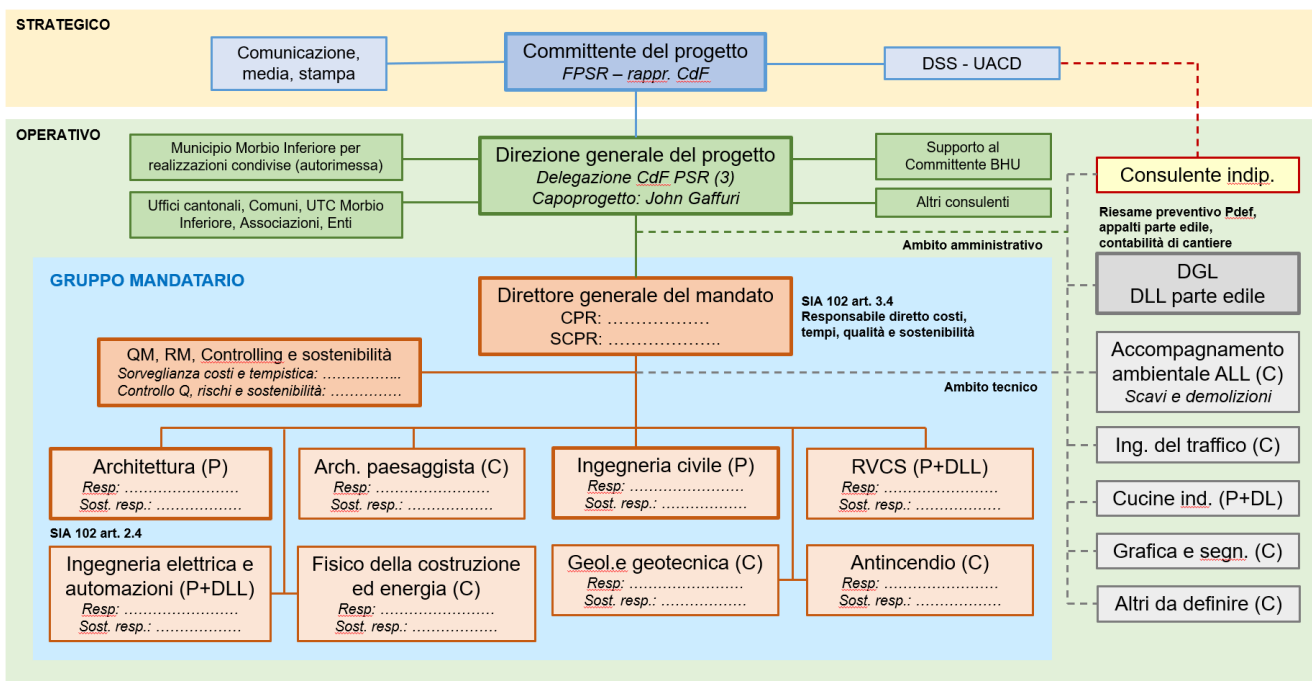 STRATEGICO
Comunicazione,
media, stampa
Committente del progetto
FPSR – rappr. CdF
DSS - UACD
OPERATIVO
Municipio Morbio Inferiore per
realizzazioni condivise (autorimessa)
Uffici cantonali, Comuni, UTC Morbio
Inferiore, Associazioni, Enti
Direzione generale del progetto
Delegazione CdF PSR (3)
Capoprogetto: John Gaffuri
Supporto al
Committente BHU
Altri consulenti
Consulente indip.
Riesame preventivo Pdef,
appalti parte edile,
contabilità di cantiere
Ambito amministrativo
GRUPPO MANDATARIO
Direttore generale del mandato
CPR: ………………
SCPR: …………………
SIA 102 art. 3.4
Responsabile diretto costi,
tempi, qualità e sostenibilità
DGL
DLL parte edile
QM, RM, Controlling e sostenibilità
Sorveglianza costi e tempistica: ……………..
Controllo Q, rischi e sostenibilità: ……………
Ambito tecnico
Accompagnamento
ambientale ALL (C)
Scavi e demolizioni
Architettura (P)
Resp: ……………………
Sost. resp.: ………………
Arch. paesaggista (C)
Resp: ……………………
Sost. resp.: ………………
Ingegneria civile (P)
Resp: ……………………
Sost. resp.: ………………
RVCS (P+DLL)
Resp: ……………………
Sost. resp.: ………………
Ing. del traffico (C)
Cucine ind. (P+DL)
SIA 102 art. 2.4
Ingegneria elettrica e
automazioni (P+DLL)
Resp: ……………………
Sost. resp.: ………………
Fisico della costruzione
ed energia (C)
Resp: ……………………
Sost. resp.: ………………
Geol.e geotecnica (C)
Resp: ……………………
Sost. resp.: ………………
Antincendio (C)
Resp: ……………………
Sost. resp.: ………………
Grafica e segn. (C)
Altri da definire (C)